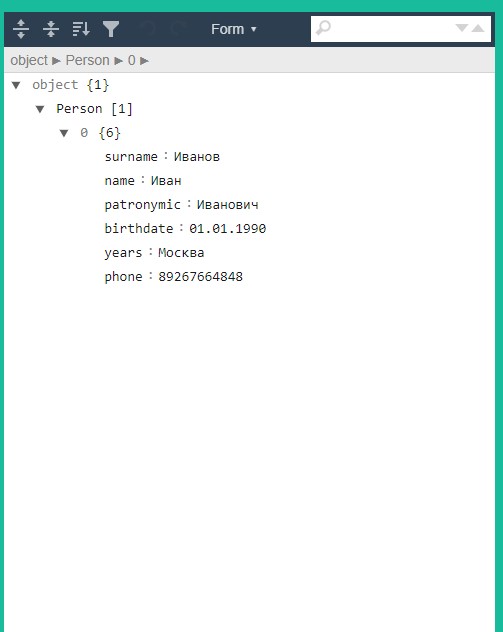 Form
object ► Person ► 0 ►
object {1}
Person [1]
0 {6}
surname : Иванов
name : Иван
patronymic : Иванович
birthdate : 01.01.1990
years : Москва
phone : 89267664848